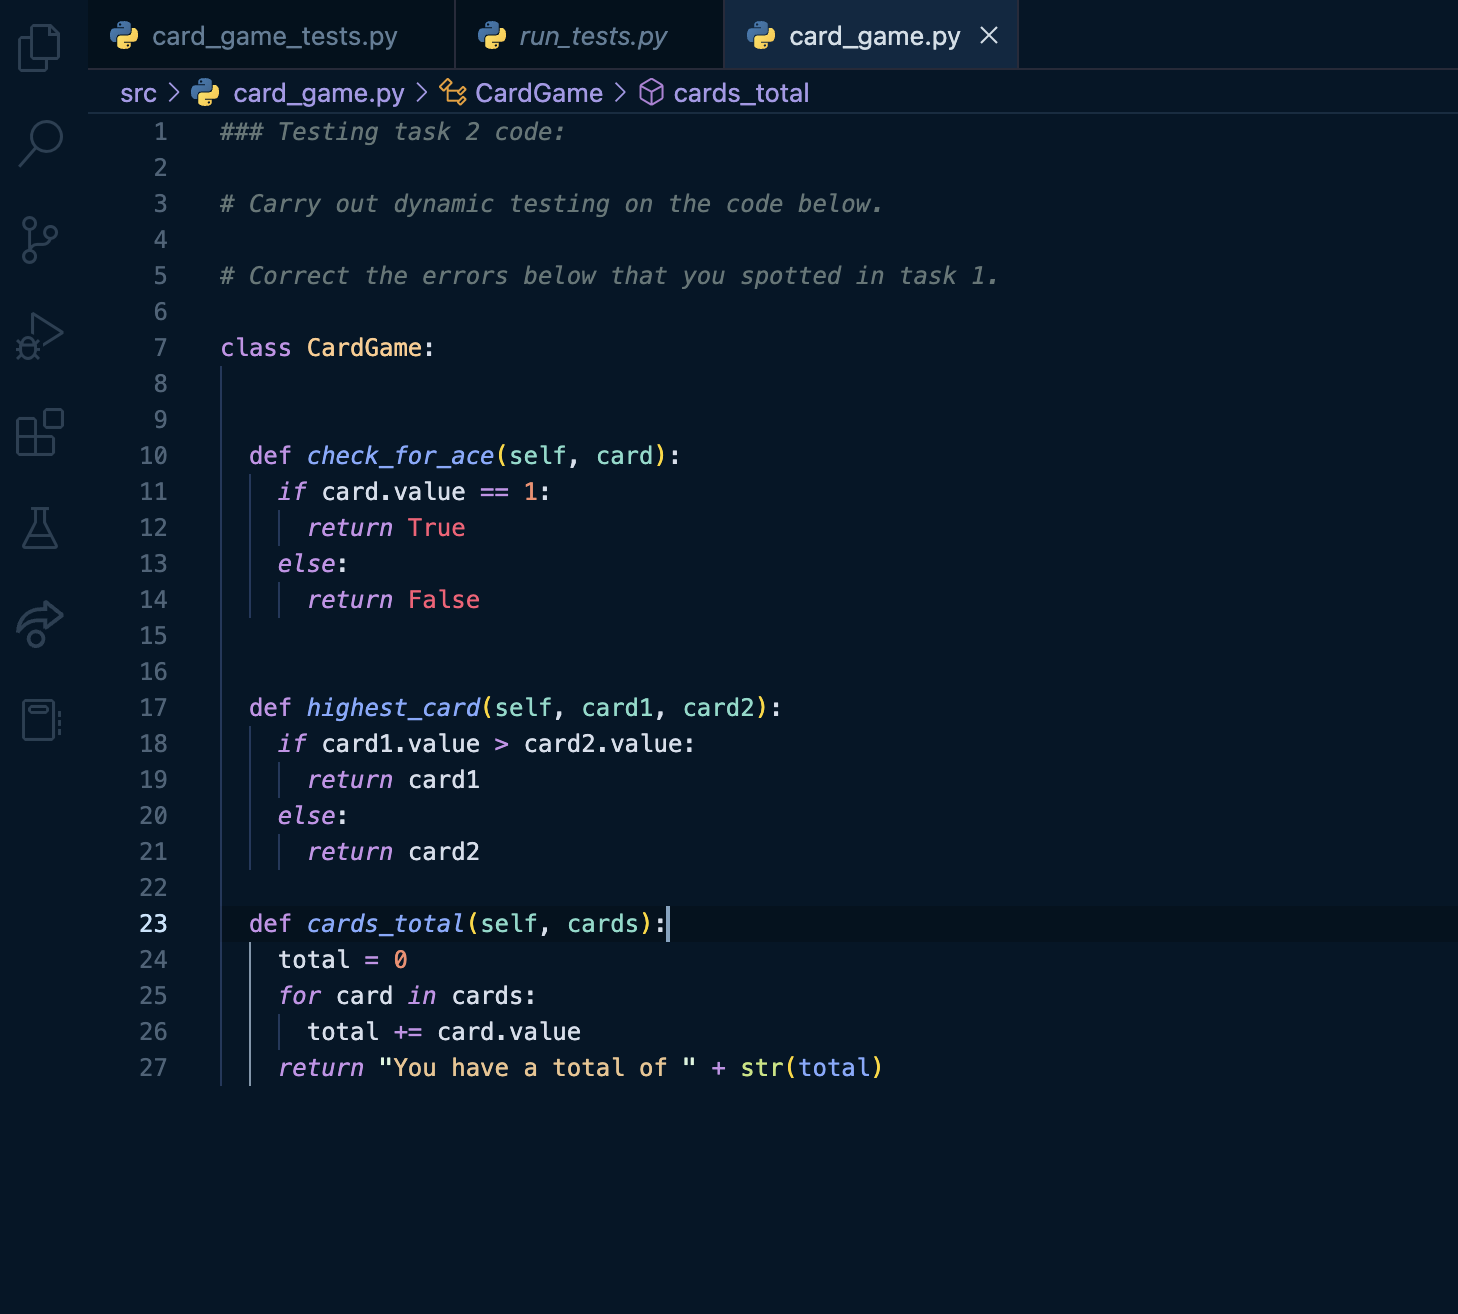 card_game_tests.py run_tests.py card_game.py
src > card_game.py > CardGame > cards_total
1 ### Testing task 2 code:
2
3 # Carry out dynamic testing on the code below.
4
5 # Correct the errors below that you spotted in task 1.
6
7 class CardGame:
8
9
10   def check_for_ace(self, card):
11     if card.value == 1:
12       return True
13     else:
14       return False
15
16
17   def highest_card(self, card1, card2):
18     if card1.value > card2.value:
19       return card1
20     else:
21       return card2
22
23   def cards_total(self, cards):
24     total = 0
25     for card in cards:
26       total += card.value
27     return "You have a total of " + str(total)